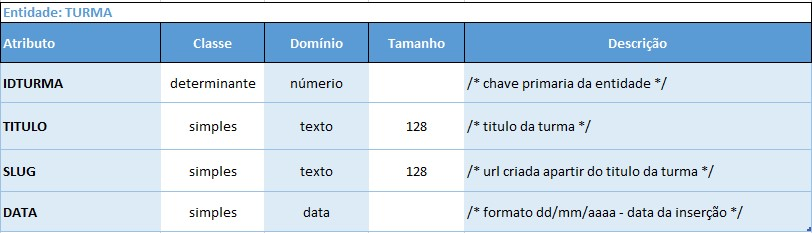 Entidade: TURMA
Atributo Classe Domínio Tamanho Descrição
IDTURMA determinante númerio /* chave primaria da entidade */
TITULO simples texto 128 /* titulo da turma */
SLUG simples texto 128 /* url criada apartir do titulo da turma */
DATA simples data /* formato dd/mm/aaaa - data da inserção */